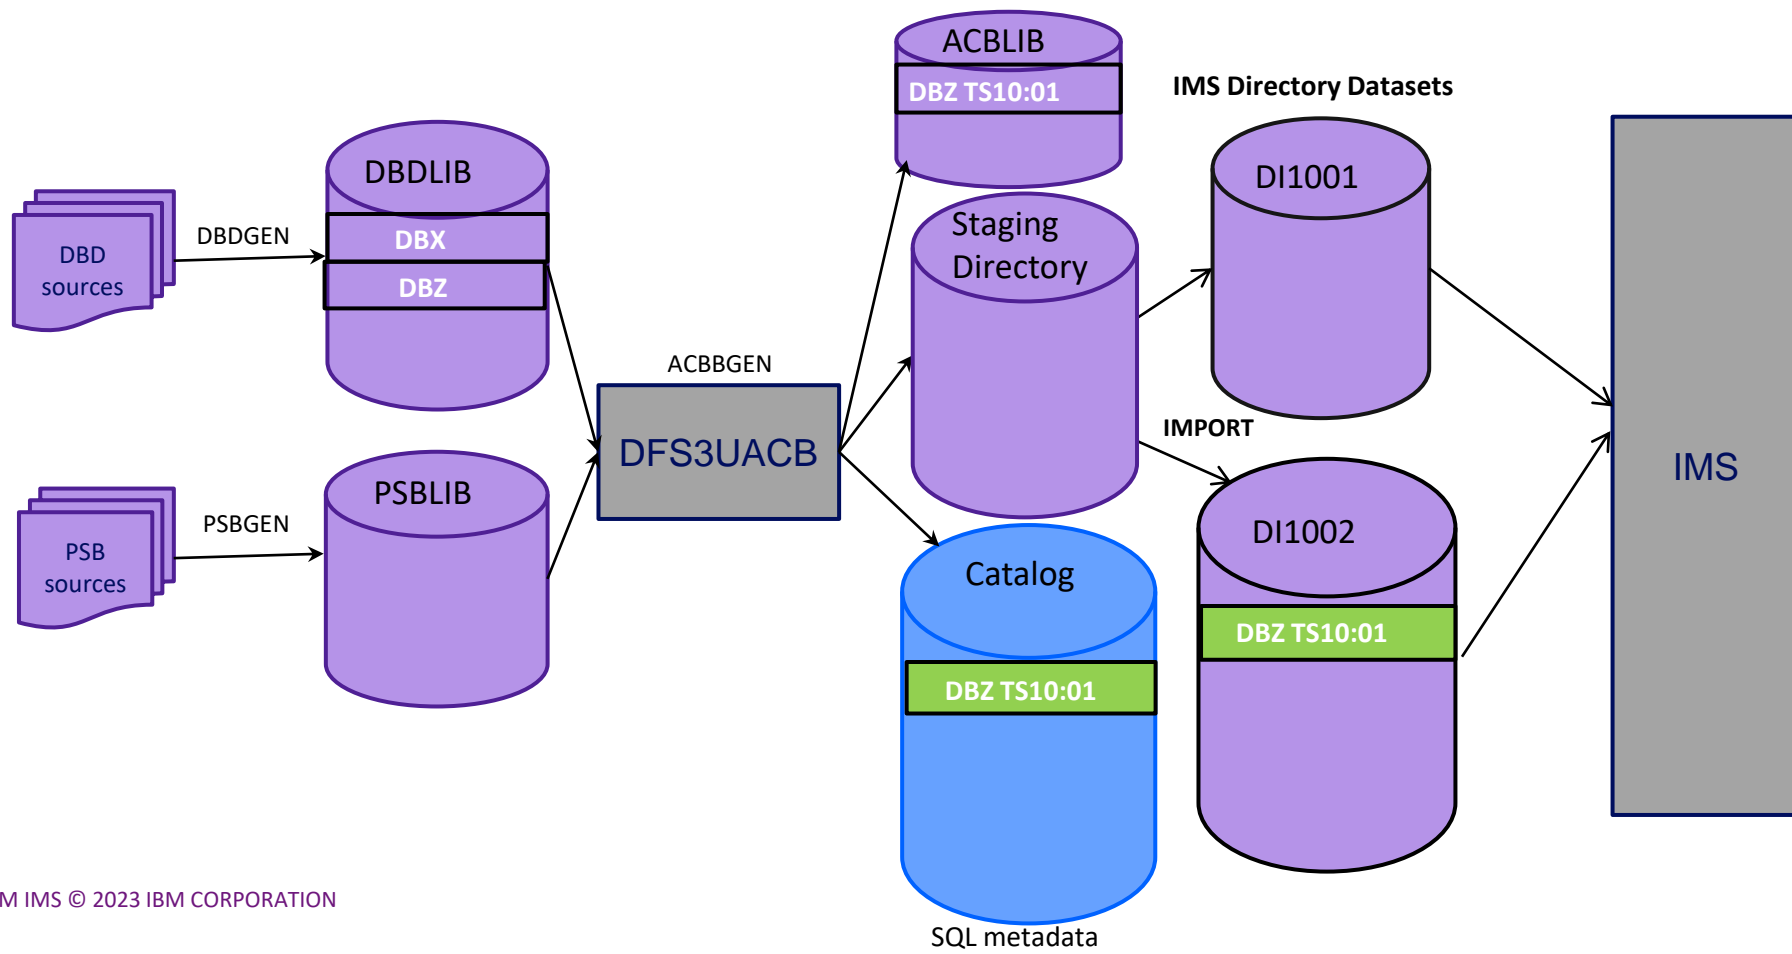 ACBLIB
DBZ TS10:01
IMS Directory Datasets
DBDLIB
DI1001
DBX
DBZ
DBDGEN
DBD
sources
Staging
Directory
ACBBGEN
DFS3UACB
IMPORT
IMS
PSBLIB
PSBGEN
PSB
sources
DI1002
Catalog
DBZ TS10:01
DBZ TS10:01
M IMS © 2023 IBM CORPORATION
SQL metadata